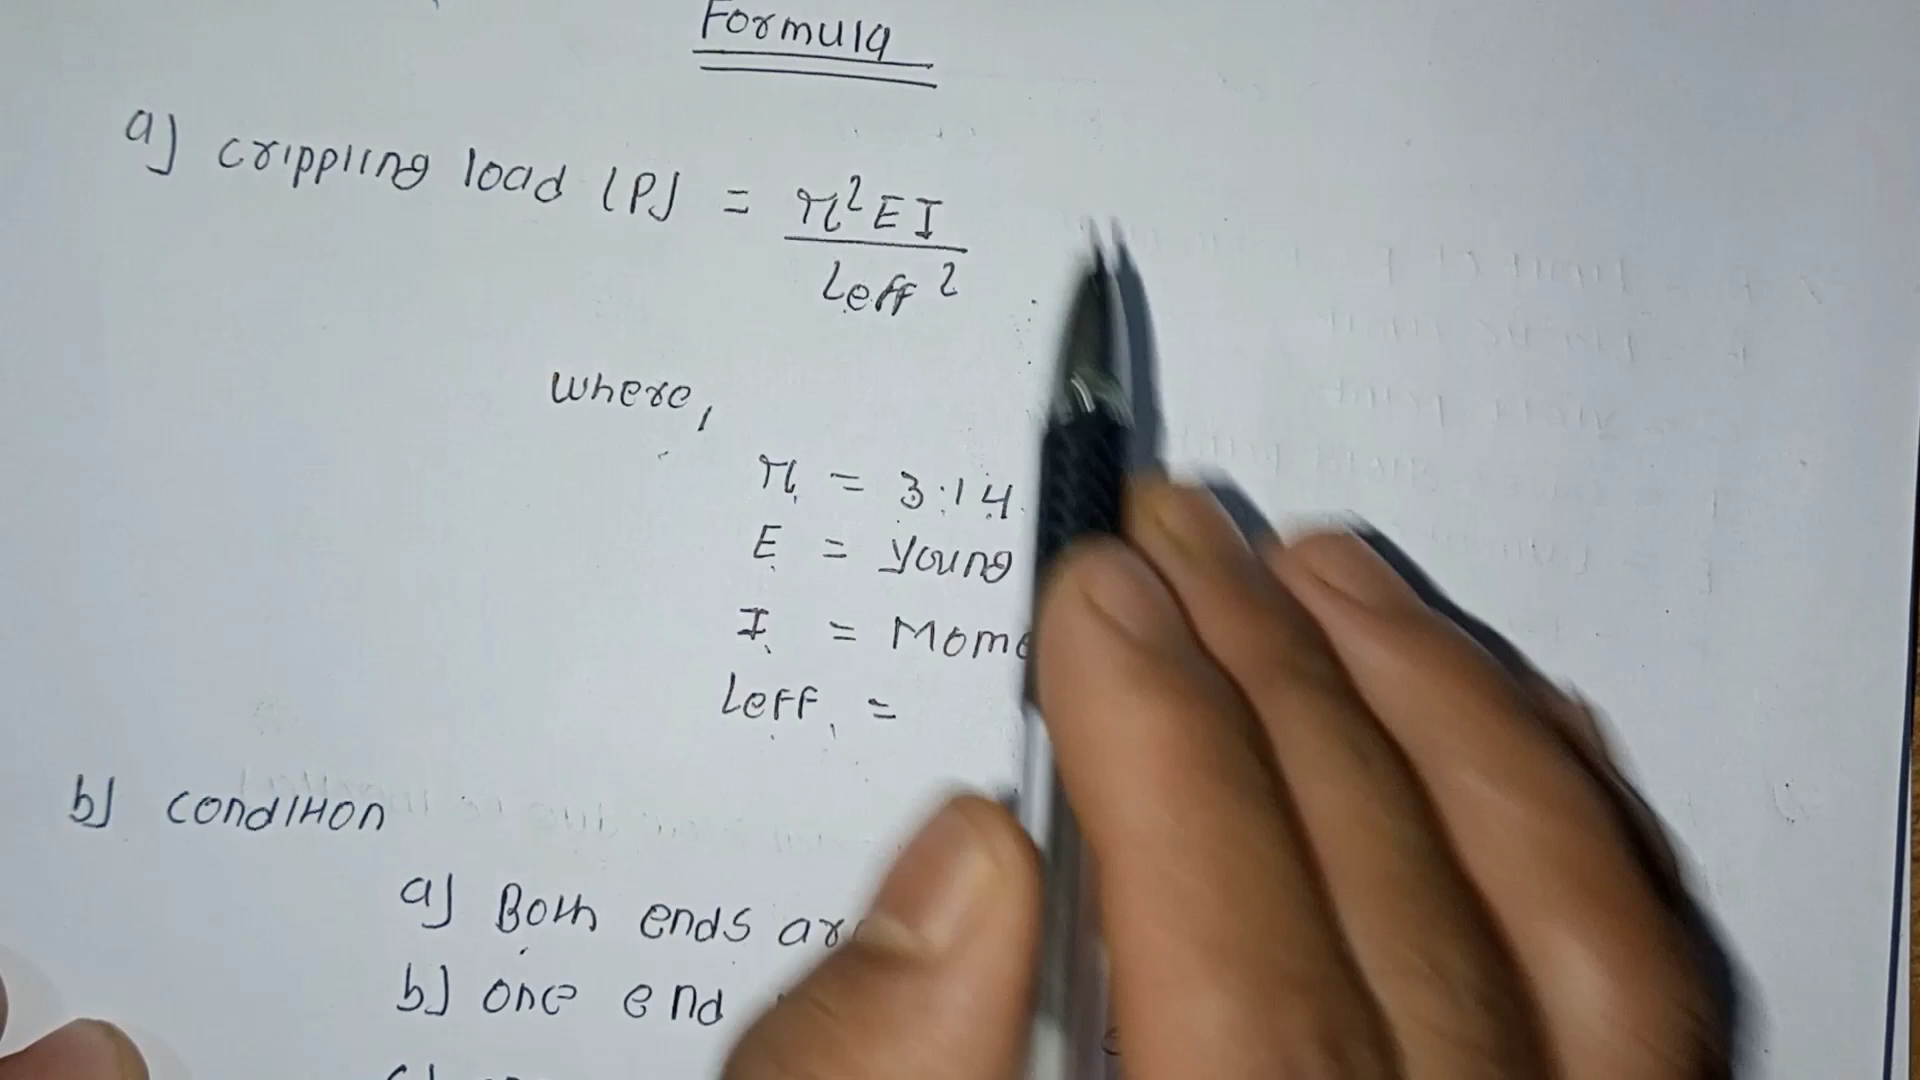 Formula
a) crippling load (P) = π²EI / Leff²
where,
π = 3.14
E = Young
I = Mome
Leff =
b) condition
a) Both ends ar
b) one end